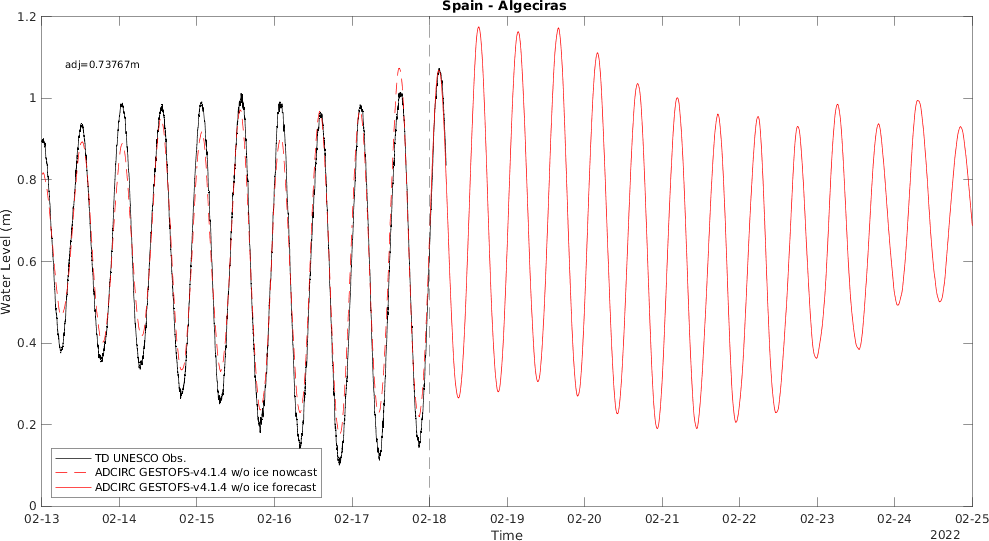 Spain - Algeciras
1.2
adj=0.73767m
1
0.8
0.6
0.4
0.2
0
Water Level (m)
TD UNESCO Obs.
ADCIRC GESTOFS-v4.1.4 w/o ice nowcast
ADCIRC GESTOFS-v4.1.4 w/o ice forecast
02-13 02-14 02-15 02-16 02-17 02-18 02-19 02-20 02-21 02-22 02-23 02-24 02-25
Time
2022